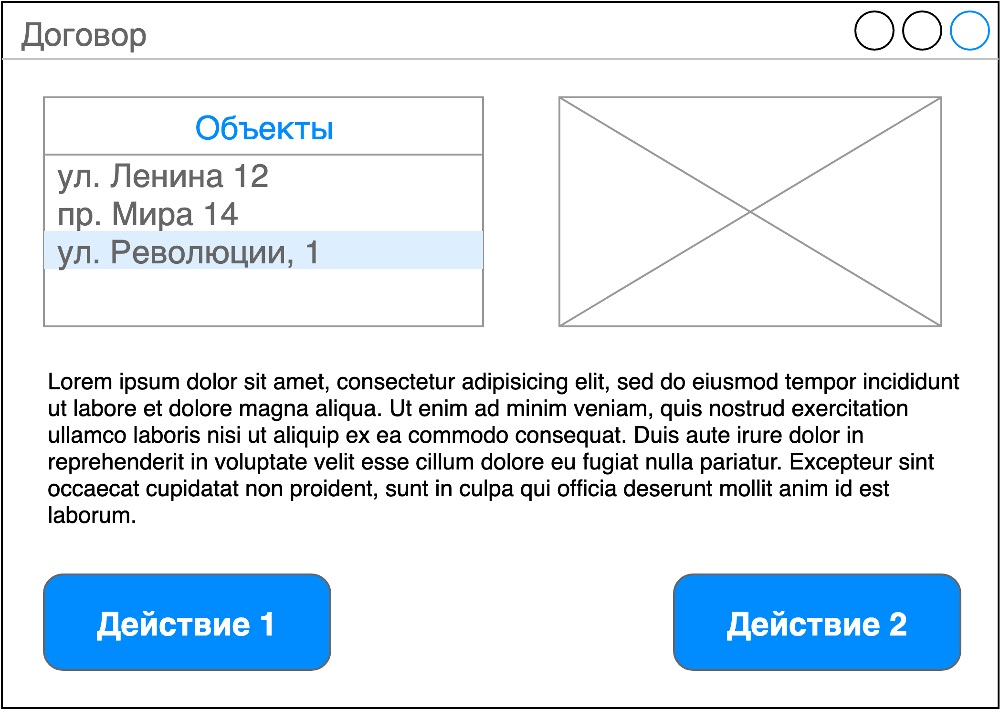 Договор
Объекты
ул. Ленина 12
пр. Мира 14
ул. Революции, 1
Lorem ipsum dolor sit amet, consectetur adipisicing elit, sed do eiusmod tempor incididunt
ut labore et dolore magna aliqua. Ut enim ad minim veniam, quis nostrud exercitation
ullamco laboris nisi ut aliquip ex ea commodo consequat. Duis aute irure dolor in
reprehenderit in voluptate velit esse cillum dolore eu fugiat nulla pariatur. Excepteur sint
occaecat cupidatat non proident, sunt in culpa qui officia deserunt mollit anim id est
laborum.
Действие 1
Действие 2